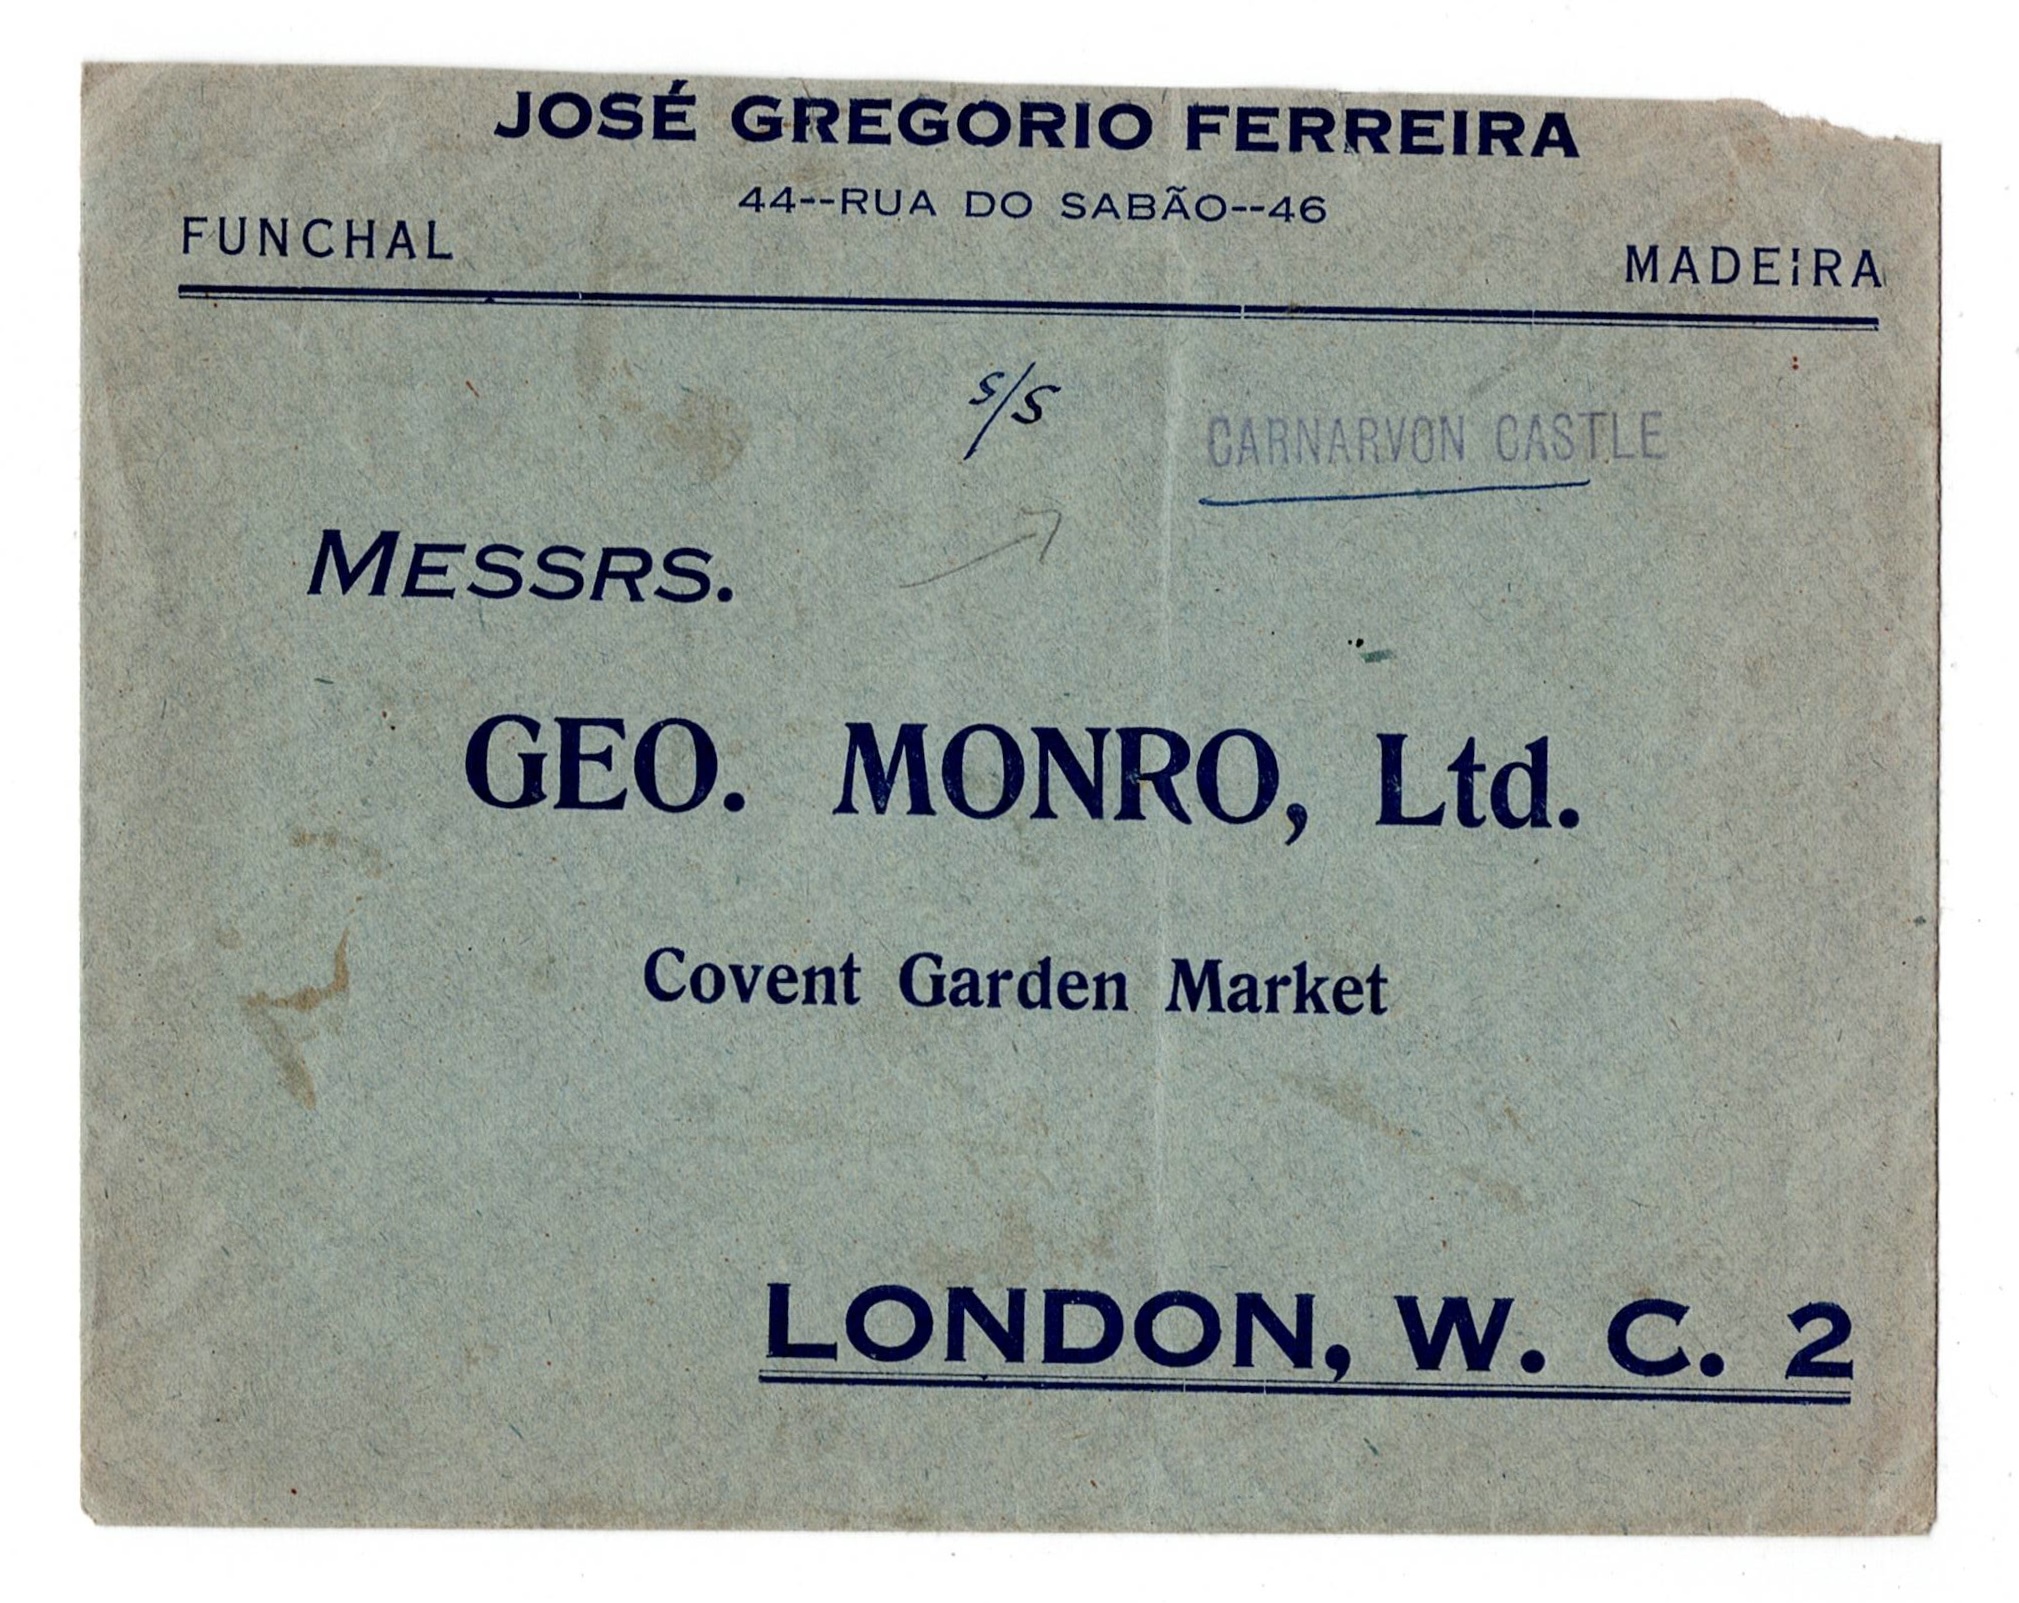 JOSÉ GREGORIO FERREIRA
44--RUA DO SABÃO--46
FUNCHAL MADEIRA
S/S CARNARVON CASTLE
MESSRS.
GEO. MONRO, Ltd.
Covent Garden Market
LONDON, W. C. 2